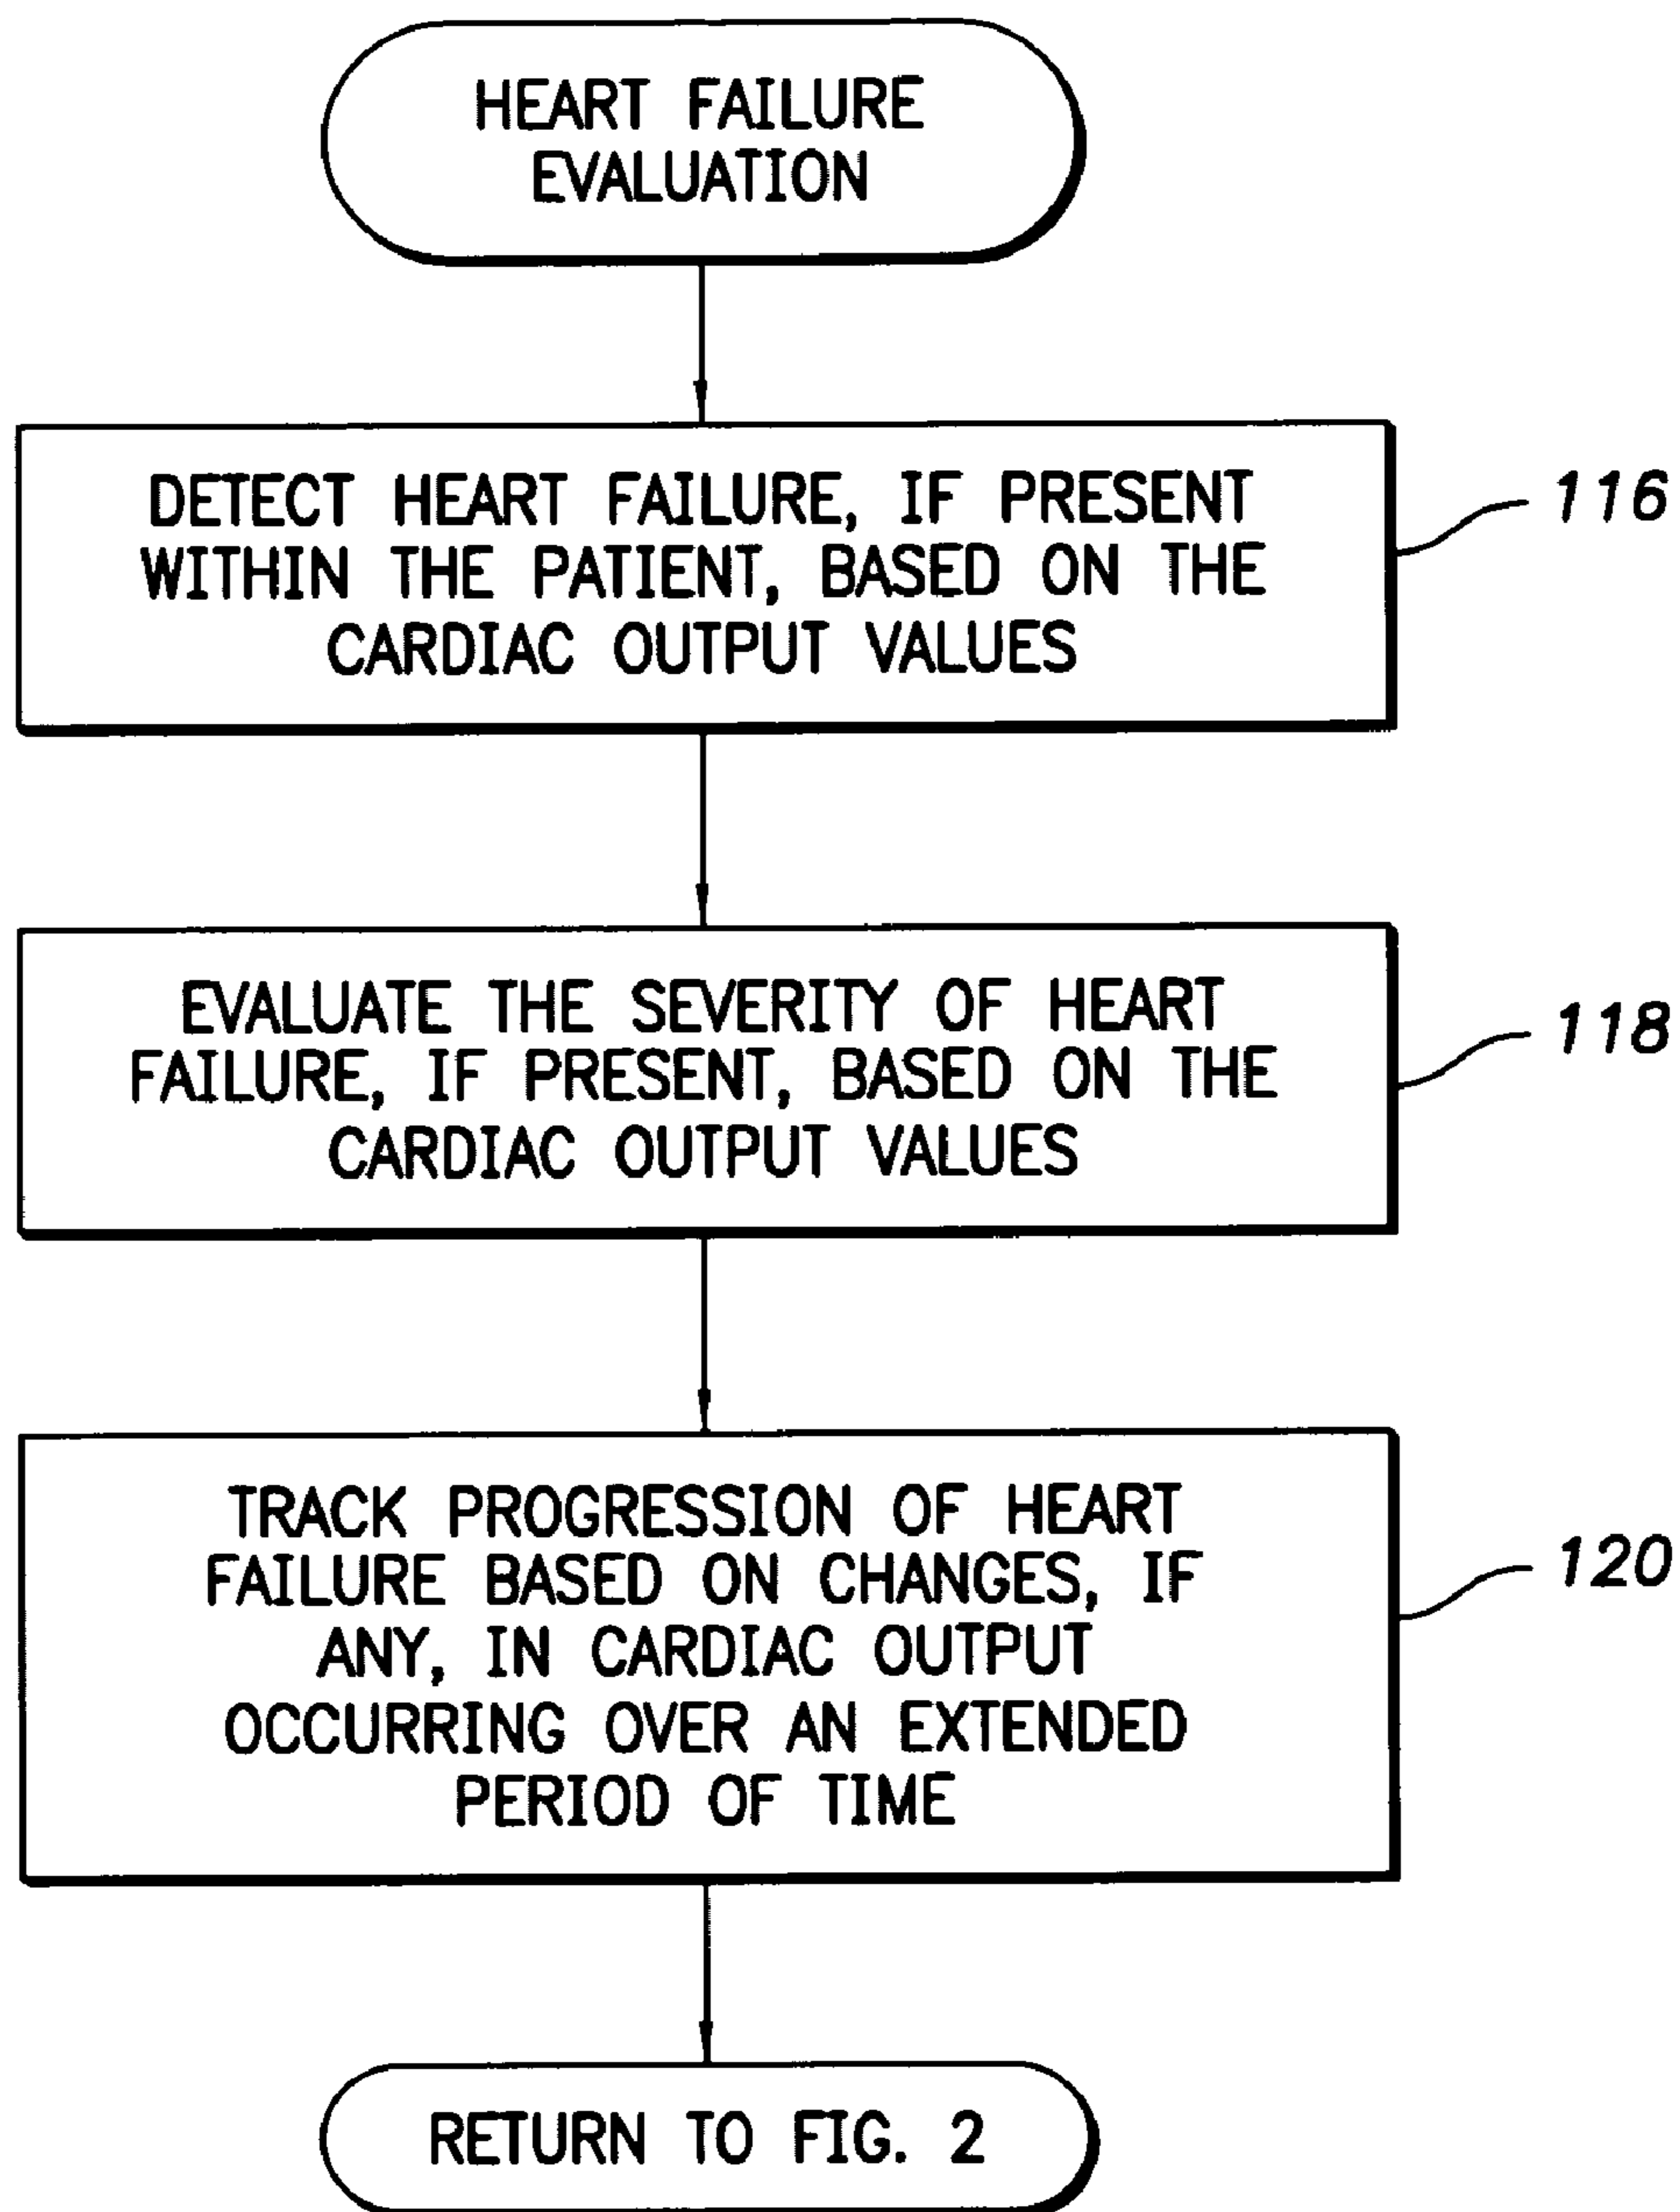 HEART FAILURE
EVALUATION
DETECT HEART FAILURE, IF PRESENT
WITHIN THE PATIENT, BASED ON THE
CARDIAC OUTPUT VALUES
116
EVALUATE THE SEVERITY OF HEART
FAILURE, IF PRESENT, BASED ON THE
CARDIAC OUTPUT VALUES
118
TRACK PROGRESSION OF HEART
FAILURE BASED ON CHANGES, IF
ANY, IN CARDIAC OUTPUT
OCCURRING OVER AN EXTENDED
PERIOD OF TIME
120
RETURN TO FIG. 2